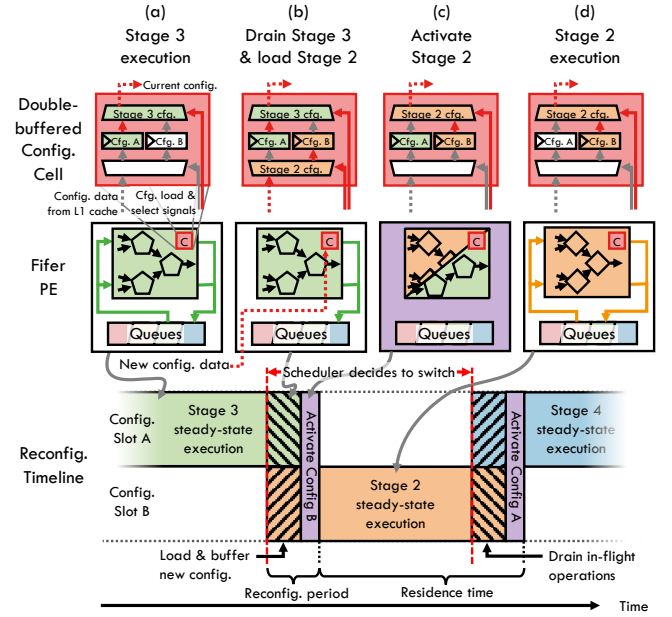 (a)
Stage 3
execution
(b)
Drain Stage 3
& load Stage 2
(c)
Activate
Stage 2
(d)
Stage 2
execution
Double-
buffered
Config.
Cell
Current config.
Stage 3 cfg.
Cfg. A
Cfg. B
Stage 3 cfg.
Cfg. A
Cfg. B
Stage 2 cfg.
Stage 2 cfg.
Cfg. A
Cfg. B
Stage 2 cfg.
Cfg. A
Cfg. B
Config. data
from L1 cache
Cfg. load &
select signals
Fifer
PE
C
C
C
C
Queues
Queues
Queues
Queues
New config. data
Scheduler decides to switch
Reconfig.
Timeline
Config.
Slot A
Stage 3
steady-state
execution
Activate Config B
Activate Config A
Stage 4
steady-state
execution
Config.
Slot B
Stage 2
steady-state
execution
Load & buffer
new config.
Drain in-flight
operations
Reconfig. period
Residence time
Time